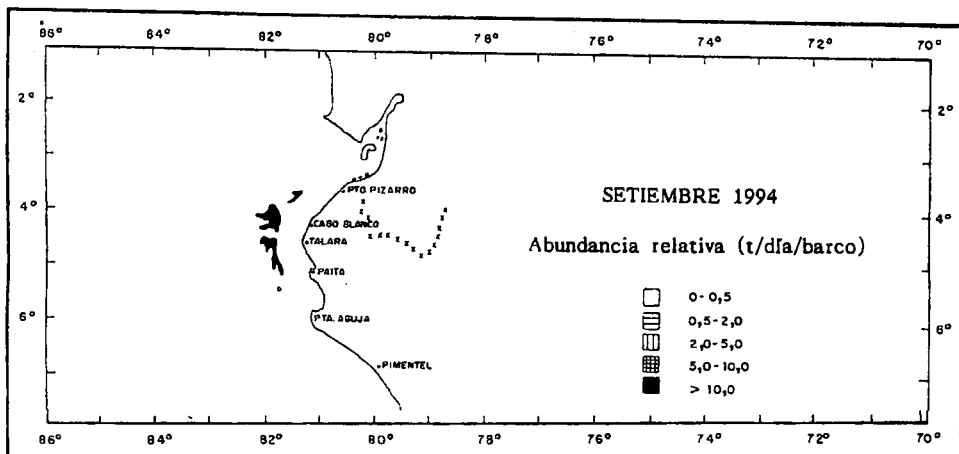 86° 84° 82° 80° 78° 76° 74° 72° 70°
2° 2°
4° PTO. PIZARRO 4°
SETIEMBRE 1994
CABO BLANCO
TALARA
Abundancia relativa (t/día/barco)
PAITA
0-0,5
0,5-2,0
6° PTA. AGUJA 6°
2,0-5,0
5,0-10,0
PIMENTEL
> 10,0
86° 84° 82° 80° 78° 76° 74° 72° 70°